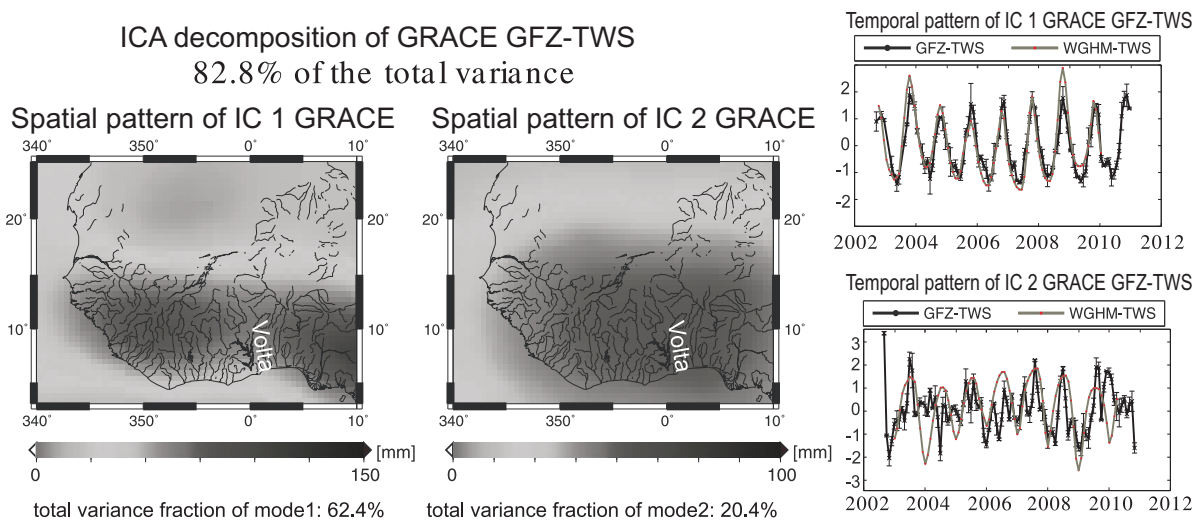 ICA decomposition of GRACE GFZ-TWS
82.8% of the total variance
Spatial pattern of IC 1 GRACE
340˚ 350˚ 0˚ 10˚
20˚ 20˚
10˚ 10˚
Volta
340˚ 350˚ 0˚ 10˚
0 150 [mm]
total variance fraction of mode1: 62.4%
Spatial pattern of IC 2 GRACE
340˚ 350˚ 0˚ 10˚
20˚ 20˚
10˚ 10˚
Volta
340˚ 350˚ 0˚ 10˚
0 100 [mm]
total variance fraction of mode2: 20.4%
Temporal pattern of IC 1 GRACE GFZ-TWS
GFZ-TWS WGHM-TWS
2
1
0
-1
-2
2002 2004 2006 2008 2010 2012
Temporal pattern of IC 2 GRACE GFZ-TWS
GFZ-TWS WGHM-TWS
3
2
1
0
-1
-2
-3
2002 2004 2006 2008 2010 2012